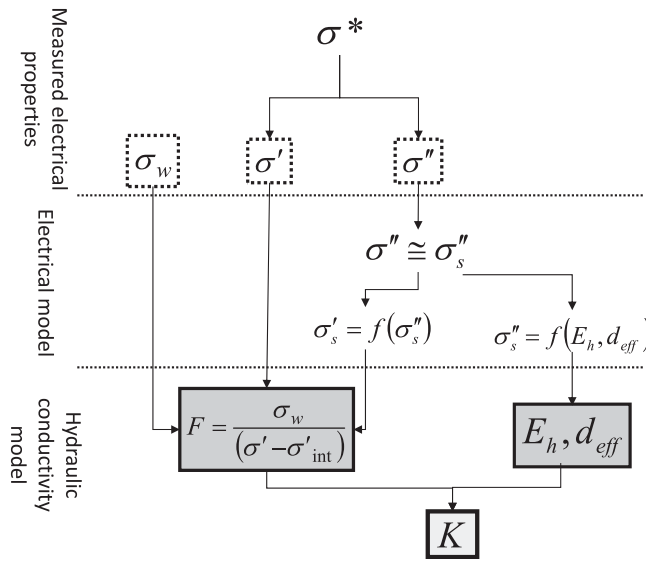 Measured electrical
properties
σ*
σ_w
σ′
σ″
Electrical model
σ″ ≅ σ″_s
σ′_s = f(σ″_s)
σ″_s = f(E_h, d_eff)
Hydraulic
conductivity
model
F = σ_w / (σ′ − σ′_int)
E_h, d_eff
K